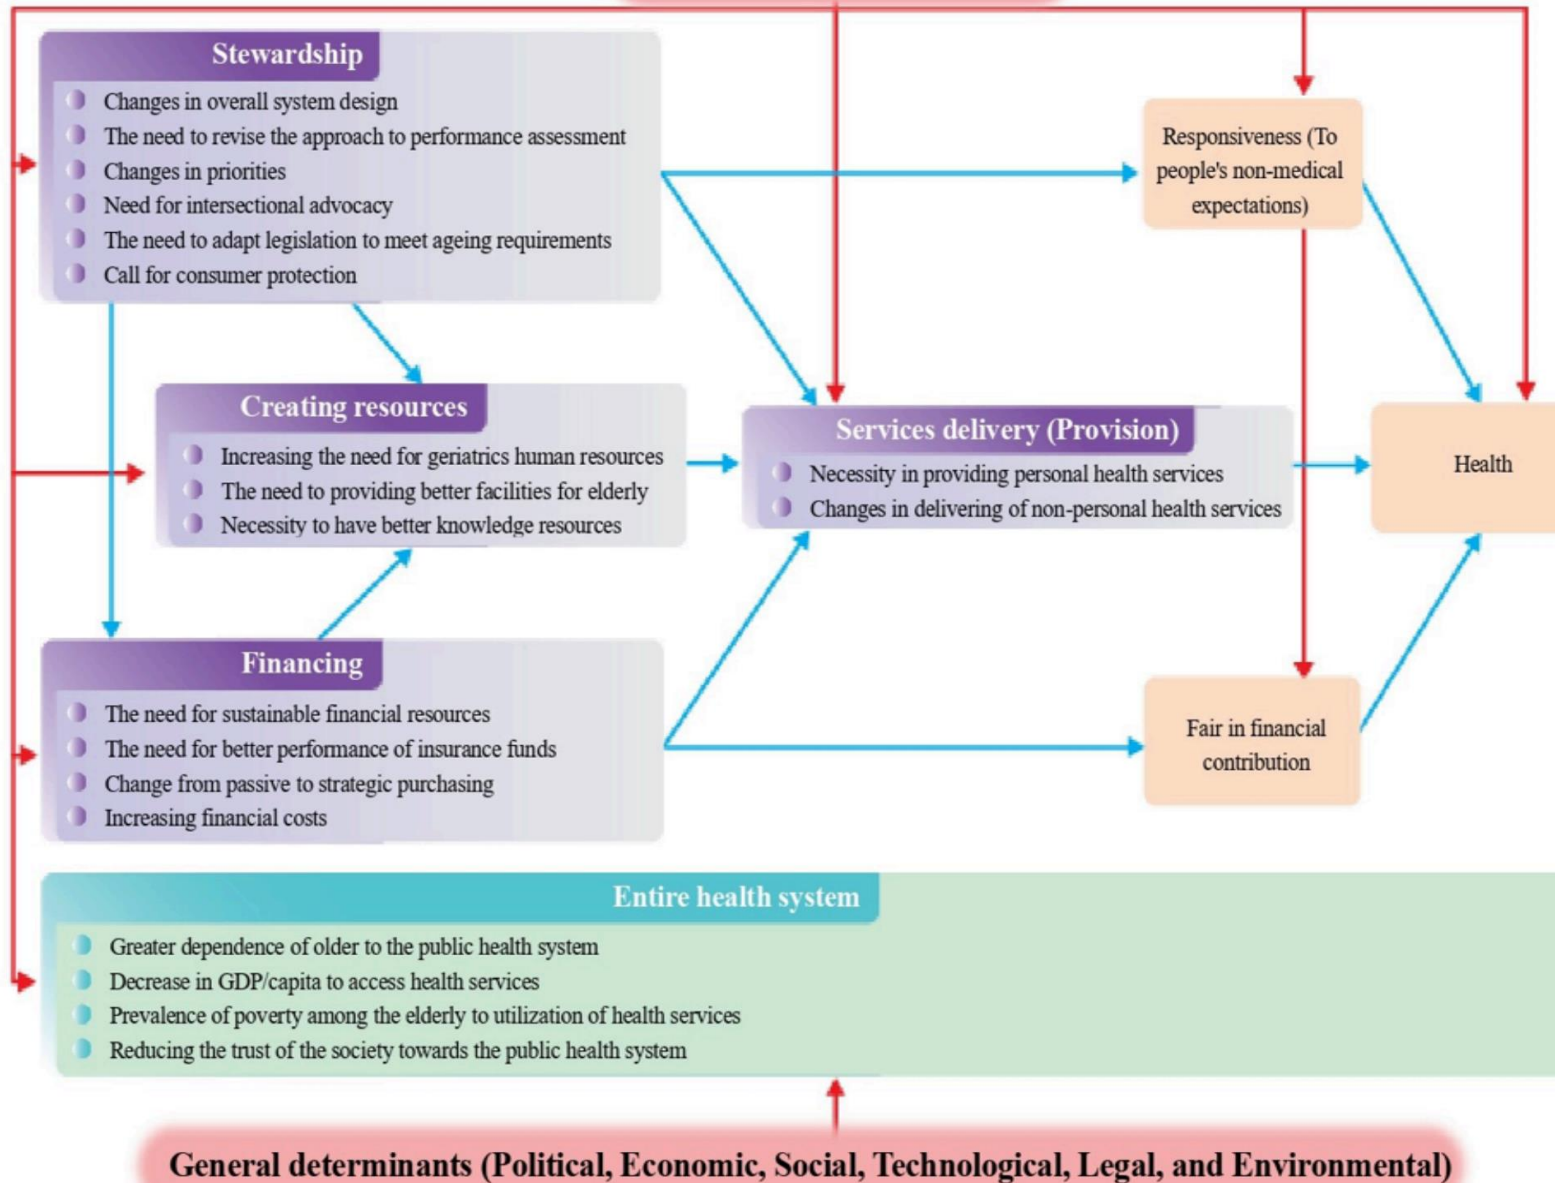 Stewardship
Changes in overall system design
The need to revise the approach to performance assessment
Changes in priorities
Need for intersectional advocacy
The need to adapt legislation to meet ageing requirements
Call for consumer protection
Responsiveness (To
people's non-medical
expectations)
Creating resources
Increasing the need for geriatrics human resources
The need to providing better facilities for elderly
Necessity to have better knowledge resources
Services delivery (Provision)
Necessity in providing personal health services
Changes in delivering of non-personal health services
Health
Financing
The need for sustainable financial resources
The need for better performance of insurance funds
Change from passive to strategic purchasing
Increasing financial costs
Fair in financial
contribution
Entire health system
Greater dependence of older to the public health system
Decrease in GDP/capita to access health services
Prevalence of poverty among the elderly to utilization of health services
Reducing the trust of the society towards the public health system
General determinants (Political, Economic, Social, Technological, Legal, and Environmental)